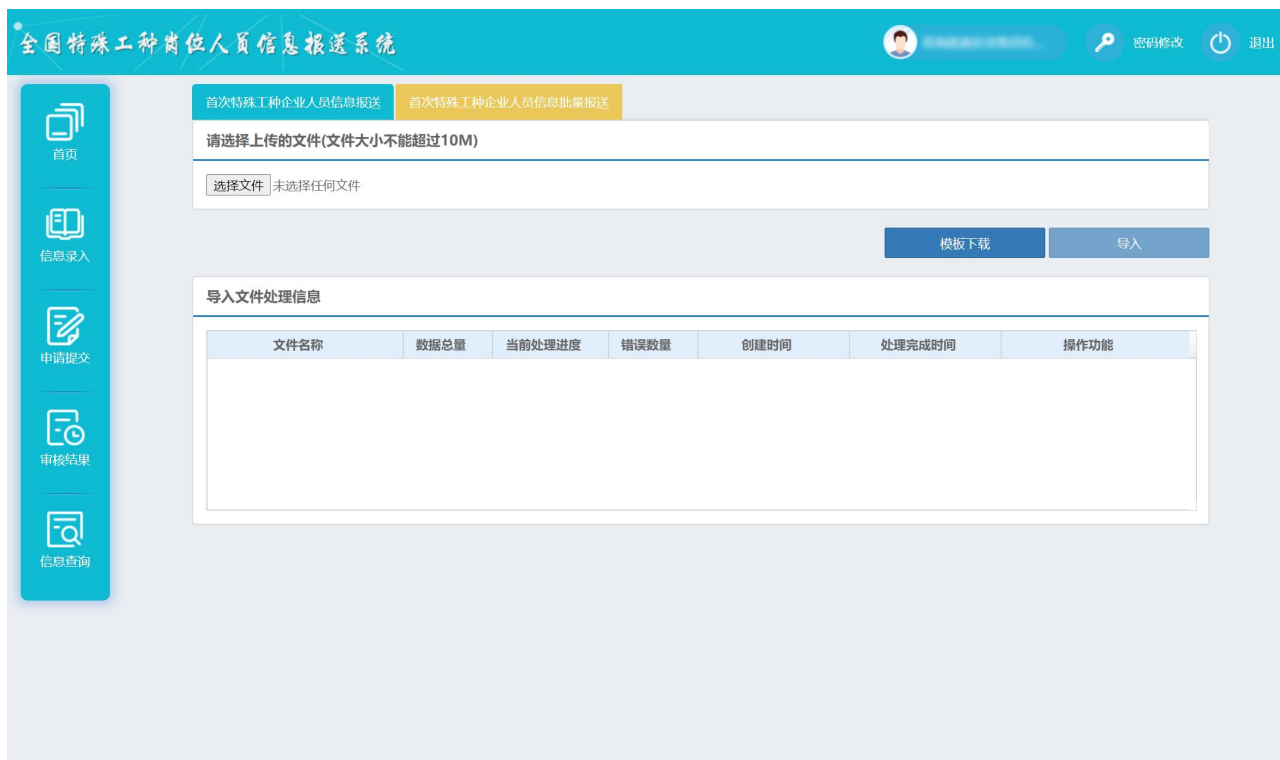 全国特殊工种岗位人员信息报送系统
密码修改
退出
首页
信息录入
申请提交
审核结果
信息查询
首次特殊工种企业人员信息报送
首次特殊工种企业人员信息批量报送
请选择上传的文件(文件大小不能超过10M)
选择文件 未选择任何文件
模板下载
导入
导入文件处理信息
文件名称 数据总量 当前处理进度 错误数量 创建时间 处理完成时间 操作功能